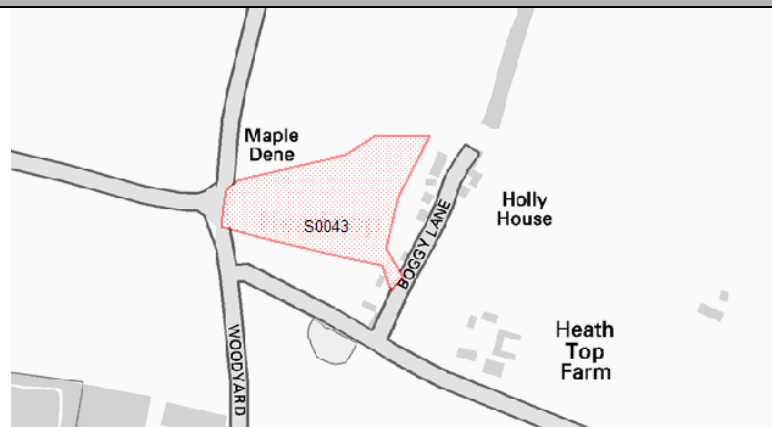 Maple
Dene
Holly
House
S0043
BOGGY LANE
Heath
Top
Farm
WOODYARD